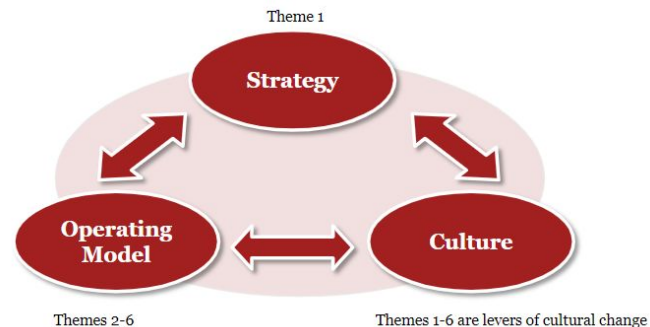 Theme 1
Strategy
Operating
Model
Culture
Themes 2-6
Themes 1-6 are levers of cultural change